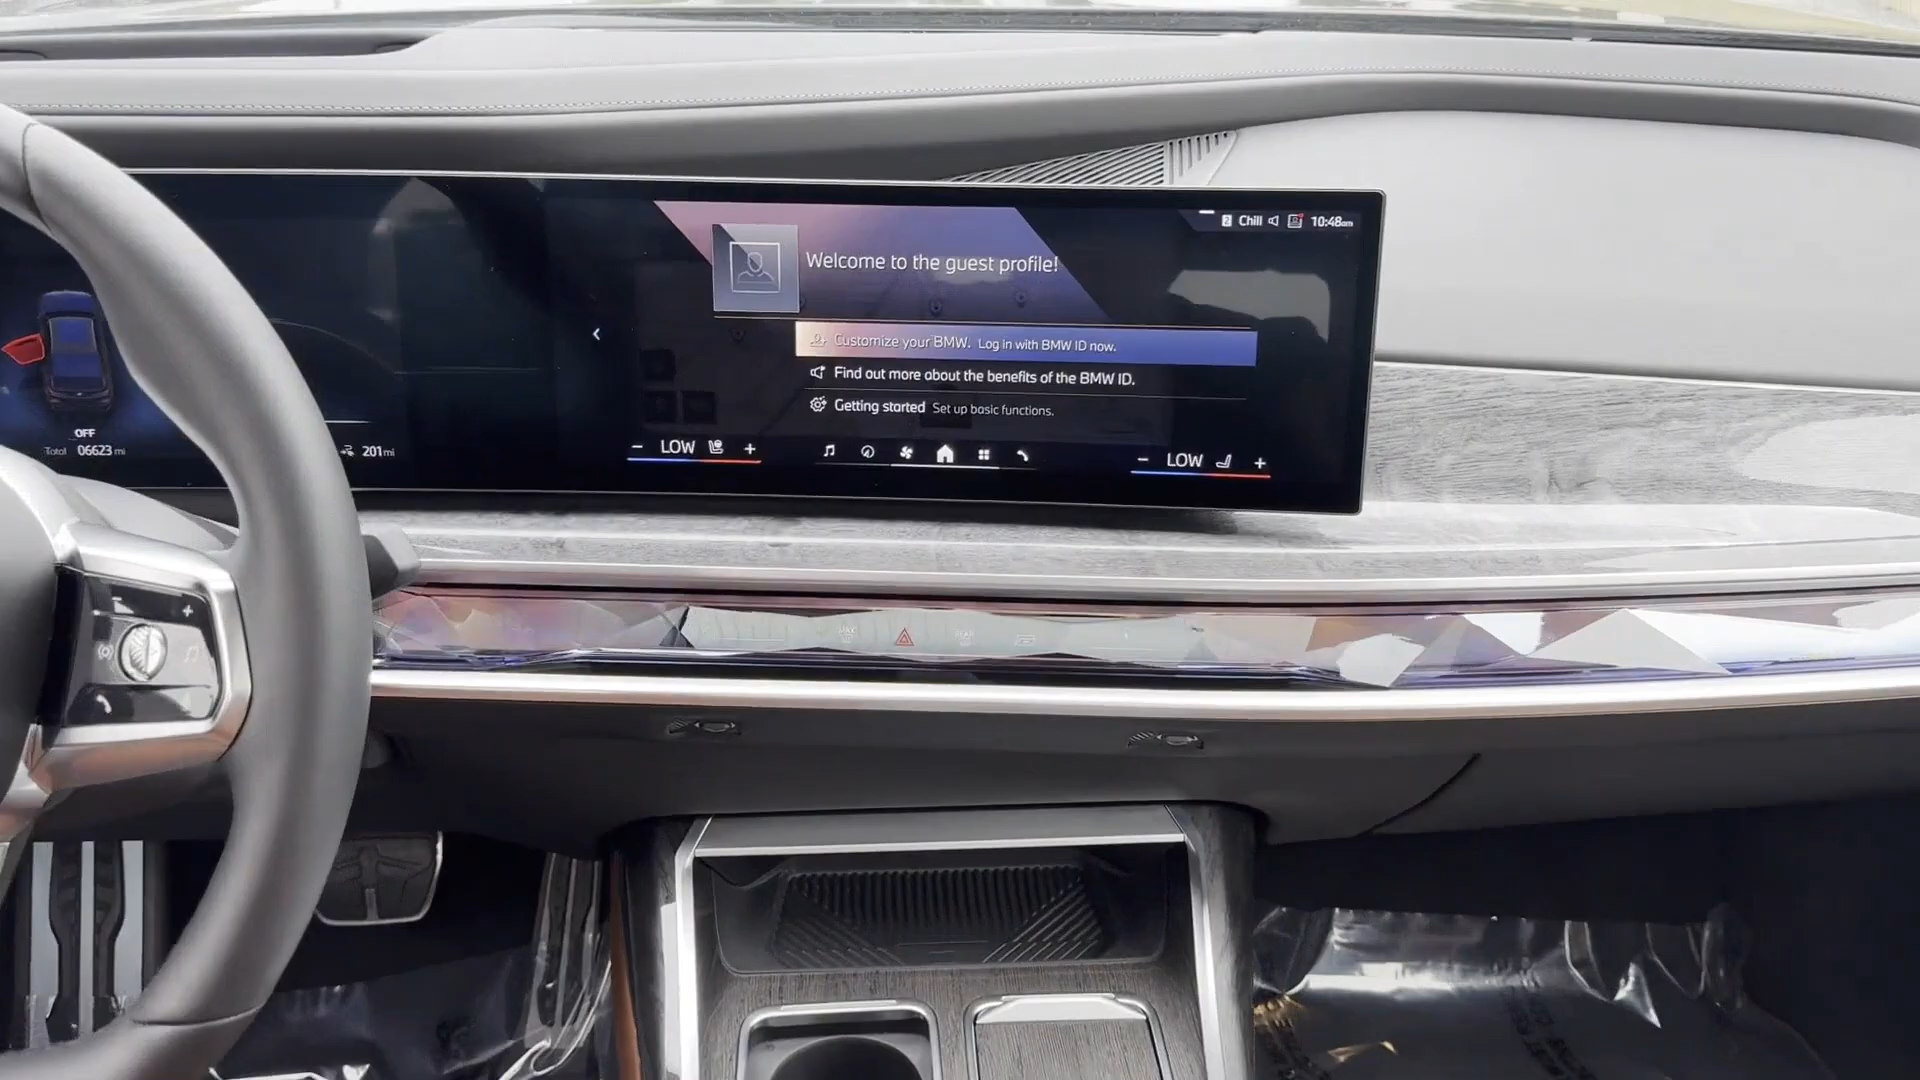 2 Chill 10:48am
Welcome to the guest profile!
Customize your BMW. Log in with BMW ID now.
Find out more about the benefits of the BMW ID.
Getting started Set up basic functions.
OFF
Total 06623 mi
201mi
- LOW +
- LOW +